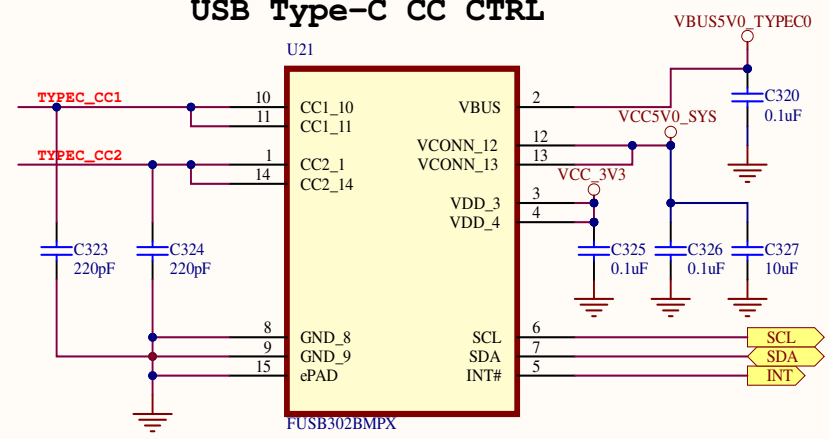 USB Type-C CC CTRL
VBUS5V0_TYPEC0
U21
TYPEC_CC1
10
CC1_10
11
CC1_11
TYPEC_CC2
1
CC2_1
14
CC2_14
VBUS
2
C320
0.1uF
VCC5V0_SYS
VCONN_12
12
VCONN_13
13
VCC_3V3
VDD_3
3
VDD_4
4
C323
220pF
C324
220pF
C325
0.1uF
C326
0.1uF
C327
10uF
8
GND_8
9
GND_9
15
ePAD
SCL
6
SCL
SDA
7
SDA
INT#
5
INT
FUSB302BMPX